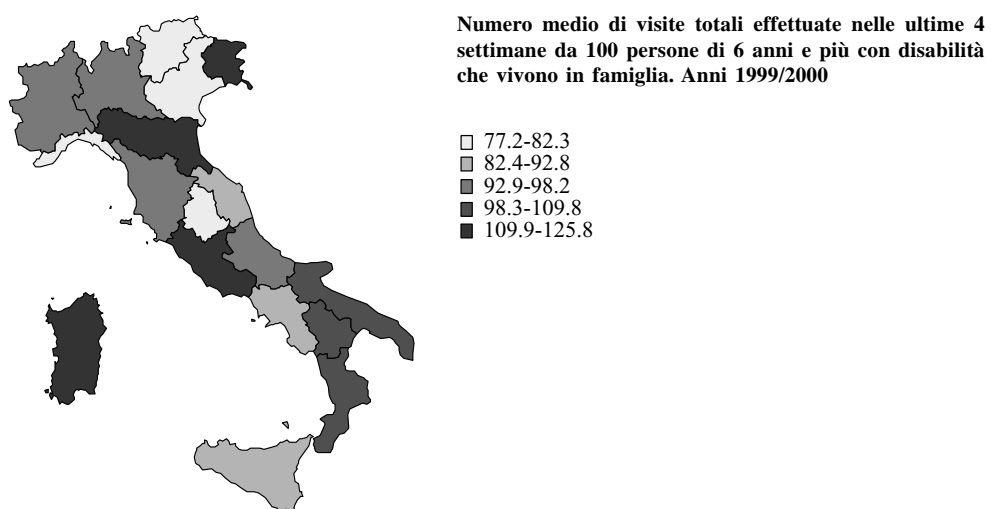 Numero medio di visite totali effettuate nelle ultime 4
settimane da 100 persone di 6 anni e più con disabilità
che vivono in famiglia. Anni 1999/2000
77.2-82.3
82.4-92.8
92.9-98.2
98.3-109.8
109.9-125.8